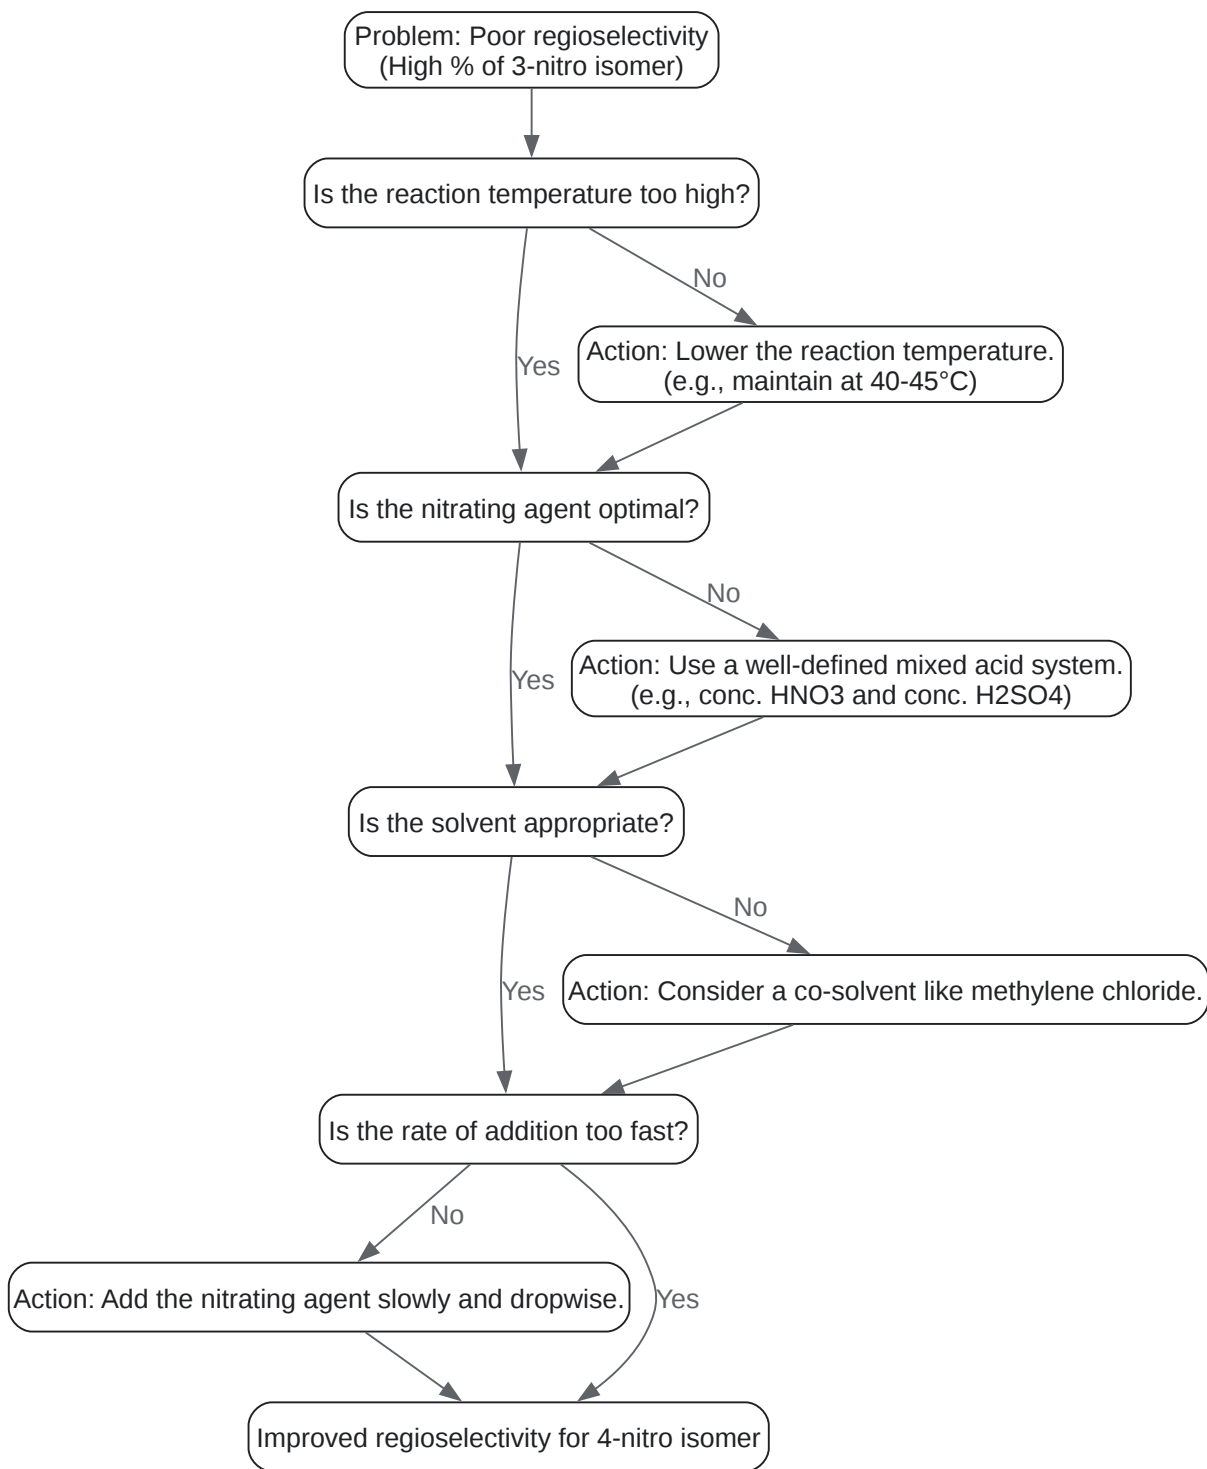 Problem: Poor regioselectivity
(High % of 3-nitro isomer)
Is the reaction temperature too high?
No
Action: Lower the reaction temperature.
(e.g., maintain at 40-45°C)
Yes
Is the nitrating agent optimal?
No
Action: Use a well-defined mixed acid system.
(e.g., conc. HNO3 and conc. H2SO4)
Yes
Is the solvent appropriate?
No
Action: Consider a co-solvent like methylene chloride.
Yes
Is the rate of addition too fast?
No
Action: Add the nitrating agent slowly and dropwise.
Yes
Improved regioselectivity for 4-nitro isomer